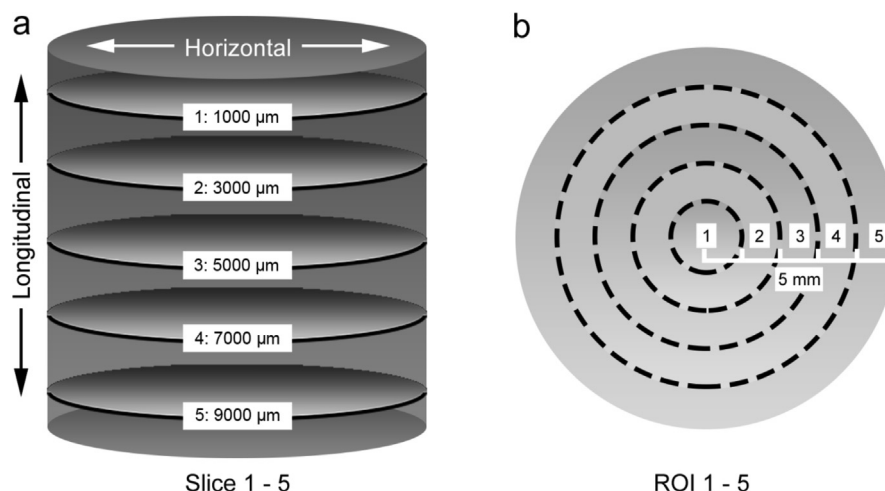 a
Horizontal
Longitudinal
1: 1000 µm
2: 3000 µm
3: 5000 µm
4: 7000 µm
5: 9000 µm
Slice 1 - 5
b
1 2 3 4 5
5 mm
ROI 1 - 5